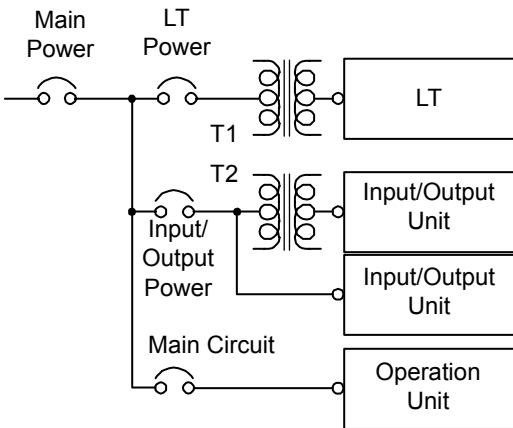 Main
Power
LT
Power
T1
LT
T2
Input/
Output
Power
Input/Output
Unit
Input/Output
Unit
Main Circuit
Operation
Unit